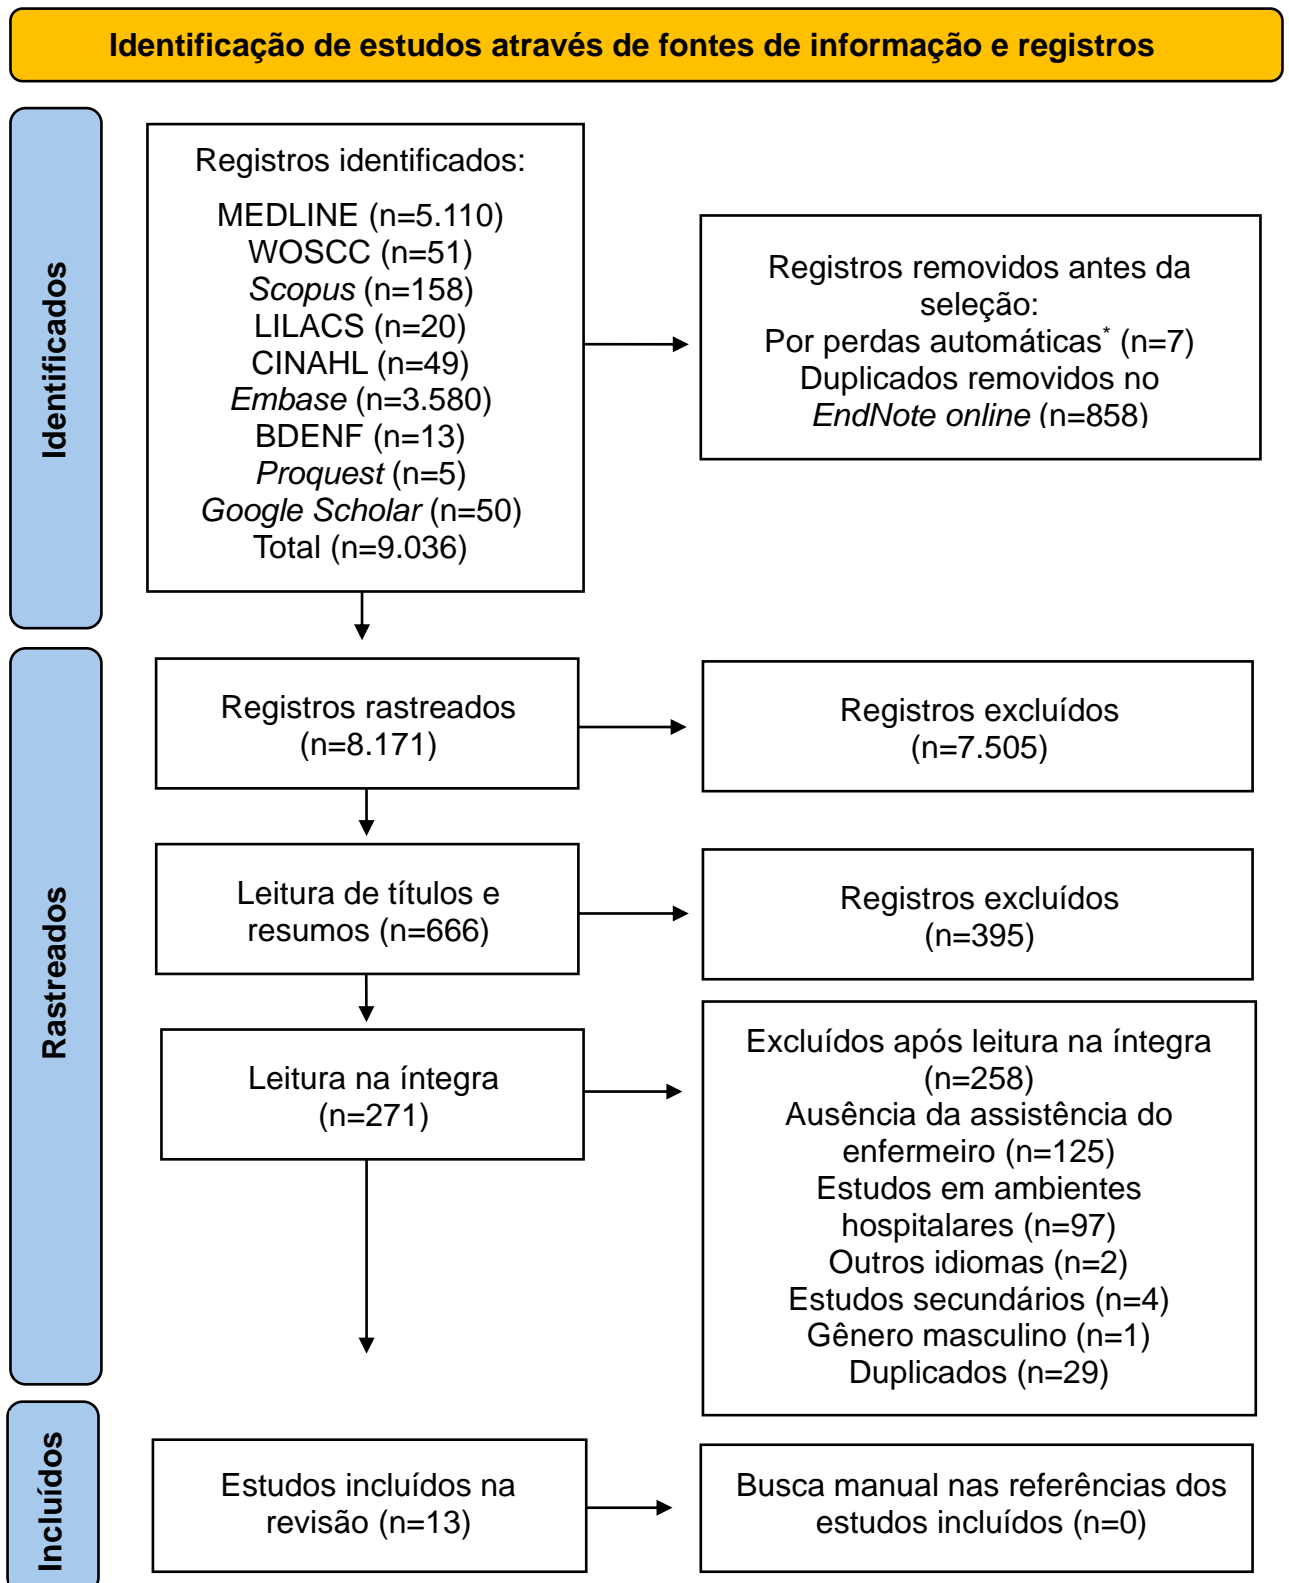 Identificação de estudos através de fontes de informação e registros
Identificados
Registros identificados:
MEDLINE (n=5.110)
WOSCC (n=51)
Scopus (n=158)
LILACS (n=20)
CINAHL (n=49)
Embase (n=3.580)
BDENF (n=13)
Proquest (n=5)
Google Scholar (n=50)
Total (n=9.036)
Registros removidos antes da
seleção:
Por perdas automáticas* (n=7)
Duplicados removidos no
EndNote online (n=858)
Rastreados
Registros rastreados
(n=8.171)
Registros excluídos
(n=7.505)
Leitura de títulos e
resumos (n=666)
Registros excluídos
(n=395)
Leitura na íntegra
(n=271)
Excluídos após leitura na íntegra
(n=258)
Ausência da assistência do
enfermeiro (n=125)
Estudos em ambientes
hospitalares (n=97)
Outros idiomas (n=2)
Estudos secundários (n=4)
Gênero masculino (n=1)
Duplicados (n=29)
Incluídos
Estudos incluídos na
revisão (n=13)
Busca manual nas referências dos
estudos incluídos (n=0)